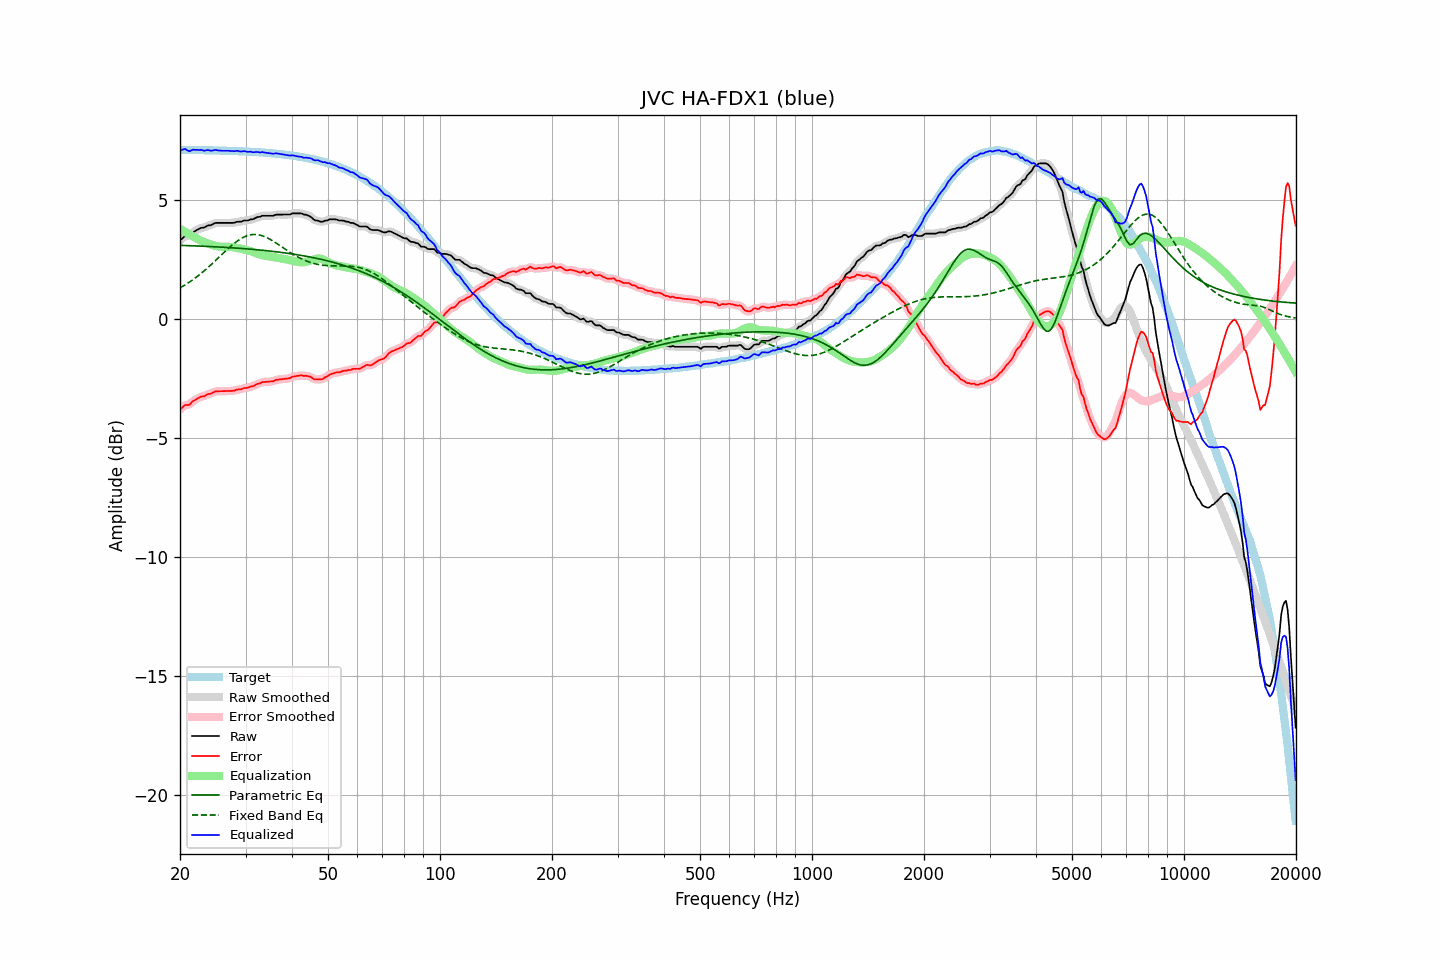 JVC HA-FDX1 (blue)
Amplitude (dBr)
5
0
−5
−10
−15
−20
Target
Raw Smoothed
Error Smoothed
Raw
Error
Equalization
Parametric Eq
Fixed Band Eq
Equalized
20 50 100 200 500 1000 2000 5000 10000 20000
Frequency (Hz)